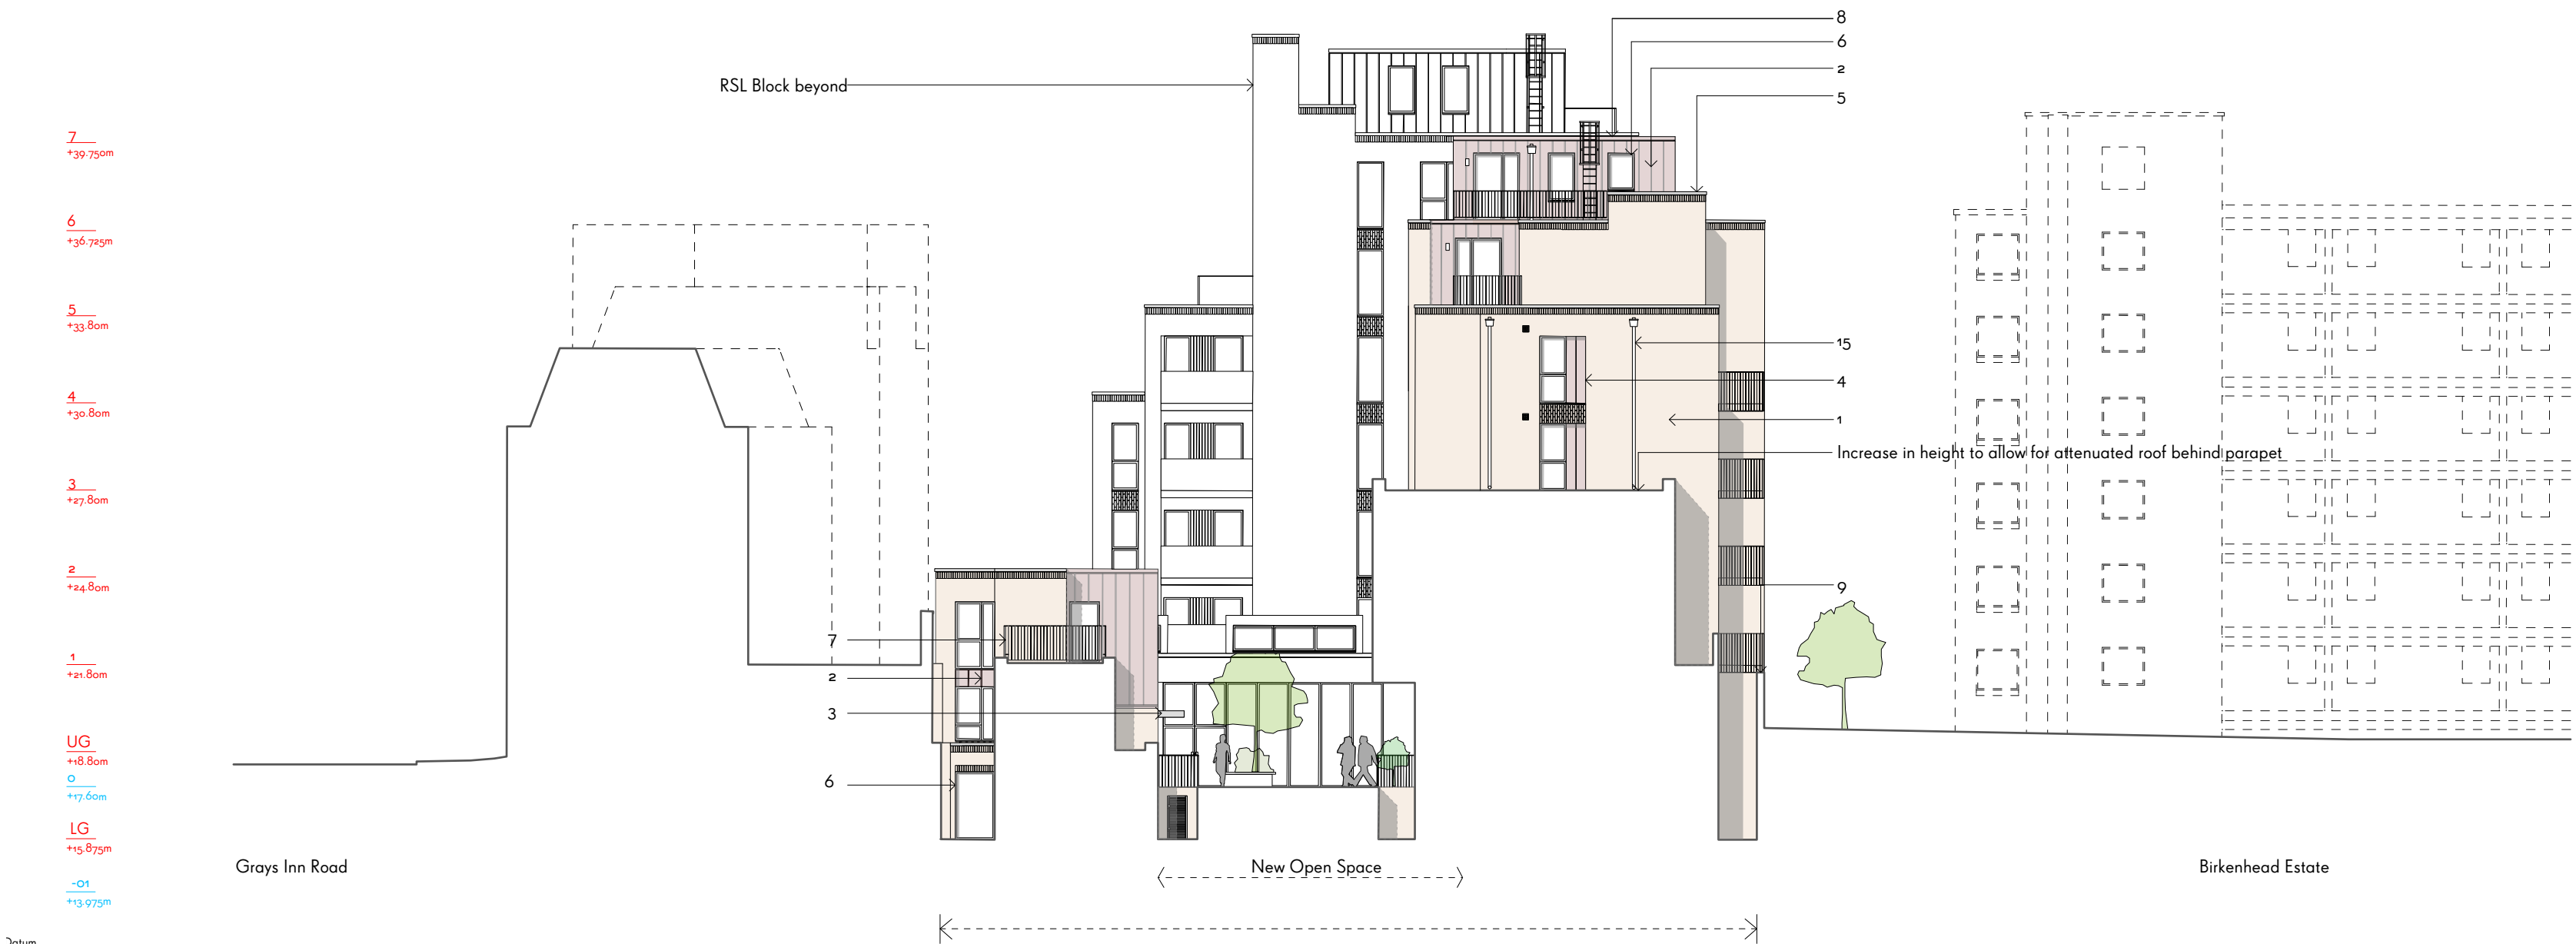 8
6
RSL Block beyond
2
5
7
+39.750m
6
+36.725m
5
+33.80m
15
4
4
+30.80m
1
Increase in height to allow for attenuated roof behind parapet
3
+27.80m
2
+24.80m
9
7
1
+21.80m
2
3
UG
+18.80m
0
+17.60m
6
LG
+15.875m
Grays Inn Road
New Open Space
Birkenhead Estate
-01
+13.975m
Datum